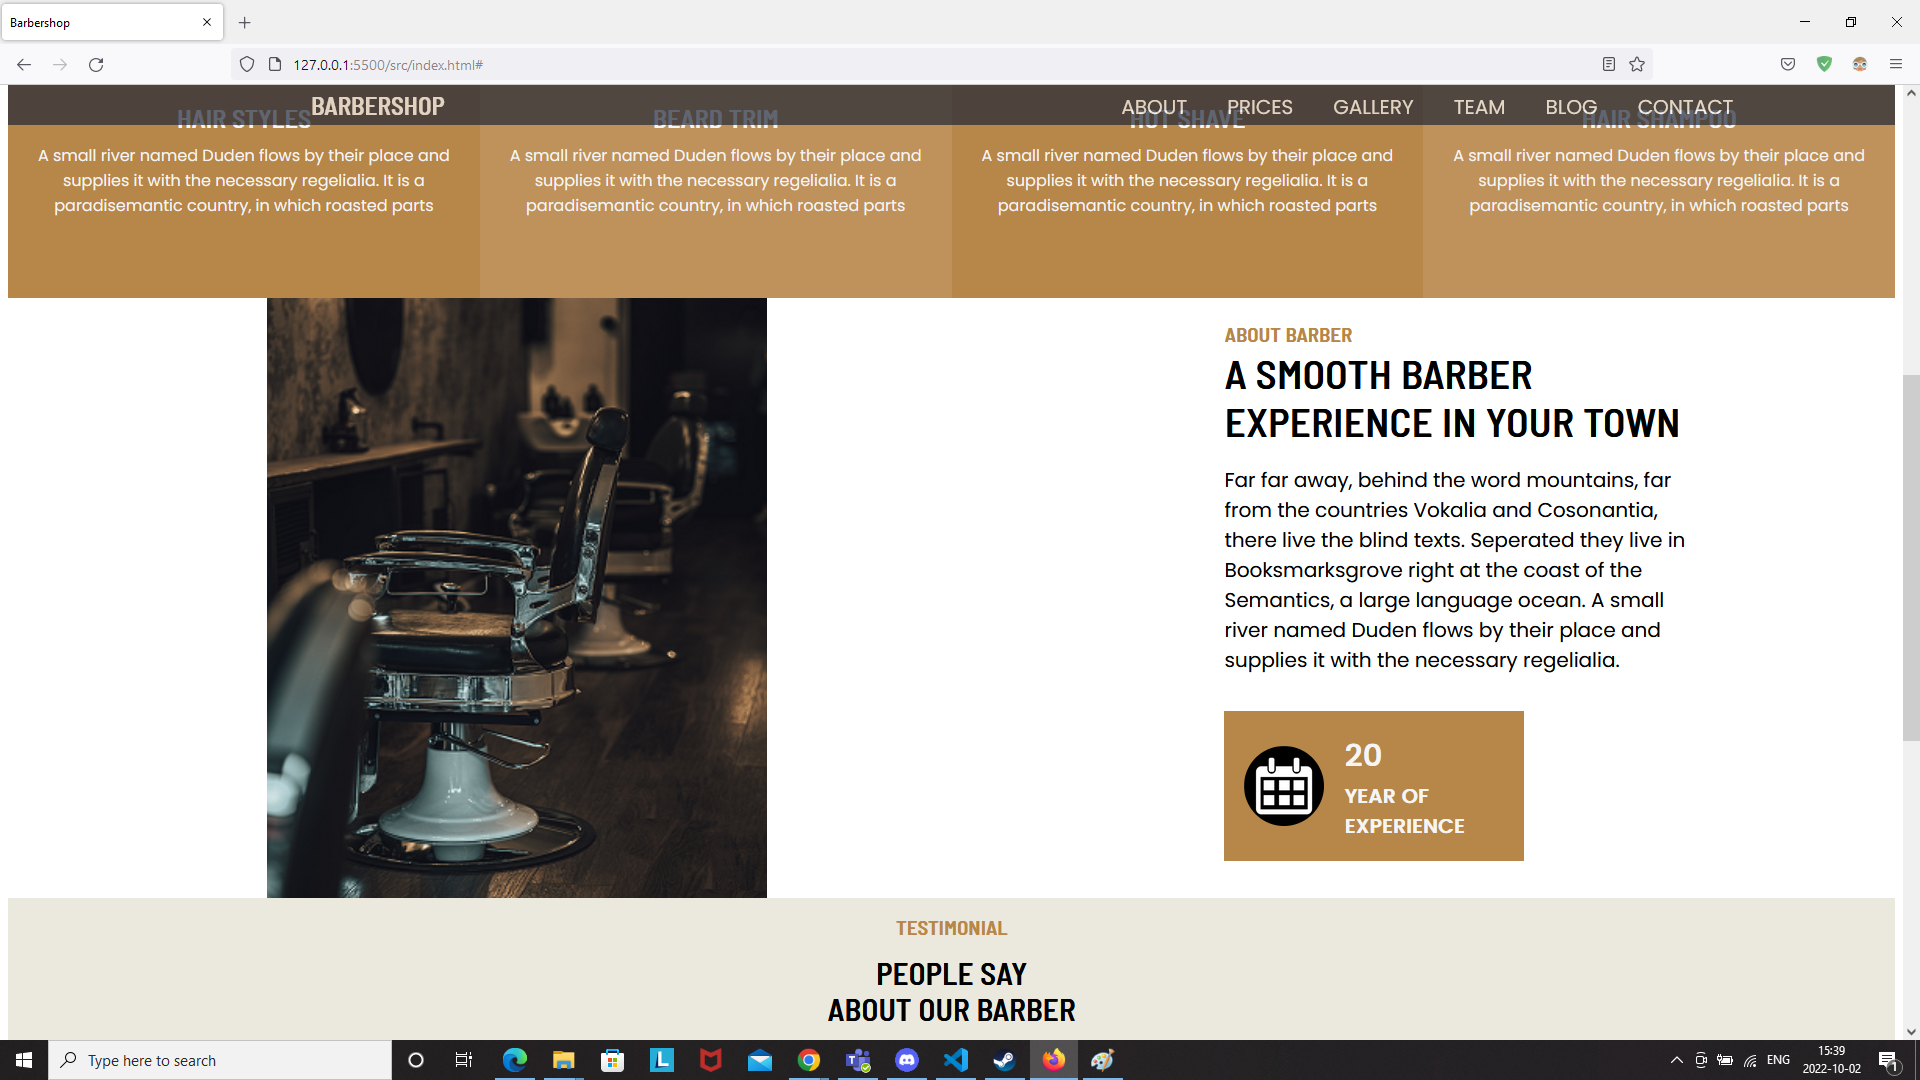 Barbershop
127.0.0.1:5500/src/index.html#
BARBERSHOP
ABOUT PRICES GALLERY TEAM BLOG CONTACT
HAIR STYLES
A small river named Duden flows by their place and
supplies it with the necessary regelialia. It is a
paradisemantic country, in which roasted parts
BEARD TRIM
A small river named Duden flows by their place and
supplies it with the necessary regelialia. It is a
paradisemantic country, in which roasted parts
HOT SHAVE
A small river named Duden flows by their place and
supplies it with the necessary regelialia. It is a
paradisemantic country, in which roasted parts
HAIR SHAMPOO
A small river named Duden flows by their place and
supplies it with the necessary regelialia. It is a
paradisemantic country, in which roasted parts
ABOUT BARBER
A SMOOTH BARBER
EXPERIENCE IN YOUR TOWN
Far far away, behind the word mountains, far
from the countries Vokalia and Cosonantia,
there live the blind texts. Seperated they live in
Booksmarksgrove right at the coast of the
Semantics, a large language ocean. A small
river named Duden flows by their place and
supplies it with the necessary regelialia.
20
YEAR OF
EXPERIENCE
TESTIMONIAL
PEOPLE SAY
ABOUT OUR BARBER
Type here to search
L
T
ENG
15:39
2022-10-02
1